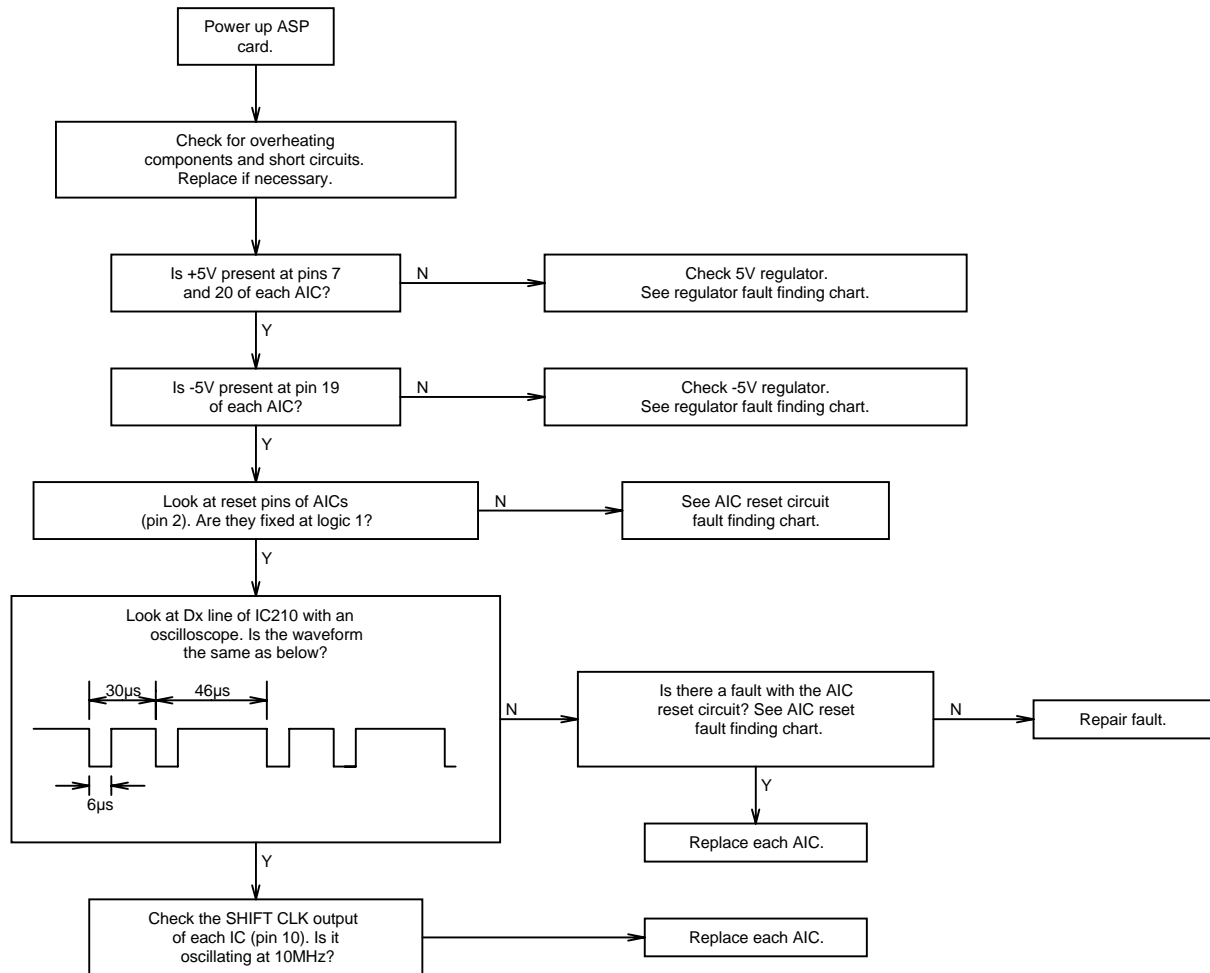 Power up ASP
card.
Check for overheating
components and short circuits.
Replace if necessary.
Is +5V present at pins 7
and 20 of each AIC?
N
Check 5V regulator.
See regulator fault finding chart.
Y
Is -5V present at pin 19
of each AIC?
N
Check -5V regulator.
See regulator fault finding chart.
Y
Look at reset pins of AICs
(pin 2). Are they fixed at logic 1?
N
See AIC reset circuit
fault finding chart.
Y
Look at Dx line of IC210 with an
oscilloscope. Is the waveform
the same as below?
30µs
46µs
6µs
N
Is there a fault with the AIC
reset circuit? See AIC reset
fault finding chart.
N
Repair fault.
Y
Replace each AIC.
Y
Check the SHIFT CLK output
of each IC (pin 10). Is it
oscillating at 10MHz?
Replace each AIC.